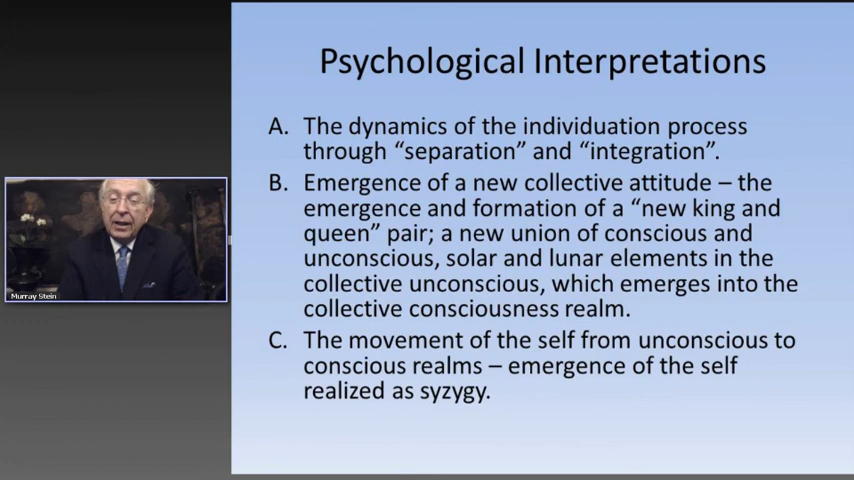 Psychological Interpretations
A. The dynamics of the individuation process
through “separation” and “integration”.
B. Emergence of a new collective attitude – the
emergence and formation of a “new king and
queen” pair; a new union of conscious and
unconscious, solar and lunar elements in the
collective unconscious, which emerges into the
collective consciousness realm.
C. The movement of the self from unconscious to
conscious realms – emergence of the self
realized as syzygy.
Murray Stein